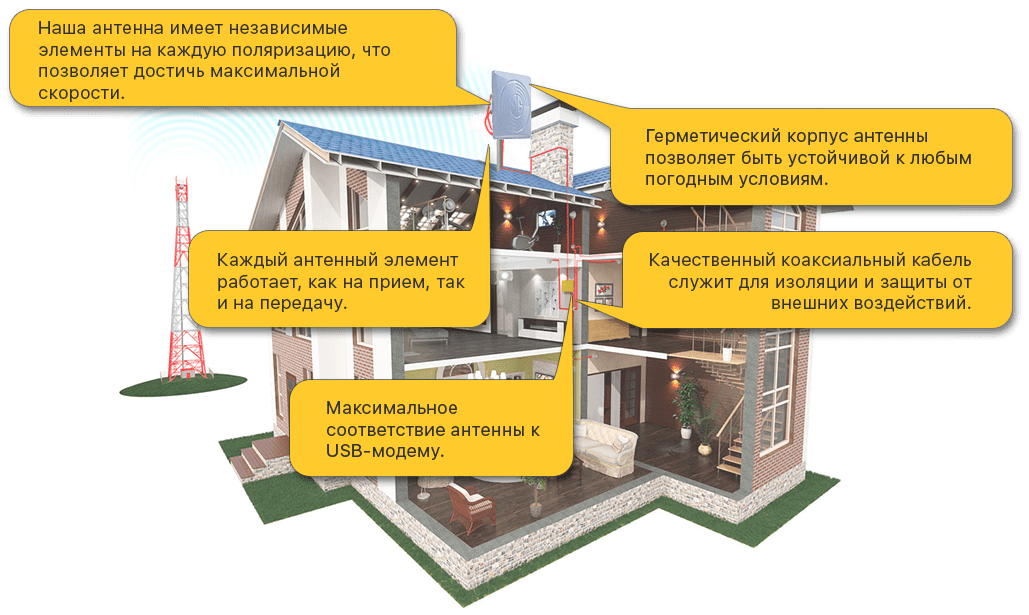 Наша антенна имеет независимые
элементы на каждую поляризацию, что
позволяет достичь максимальной
скорости.
Герметический корпус антенны
позволяет быть устойчивой к любым
погодным условиям.
Каждый антенный элемент
работает, как на прием, так
и на передачу.
Качественный коаксиальный кабель
служит для изоляции и защиты от
внешних воздействий.
Максимальное
соответствие антенны к
USB-модему.